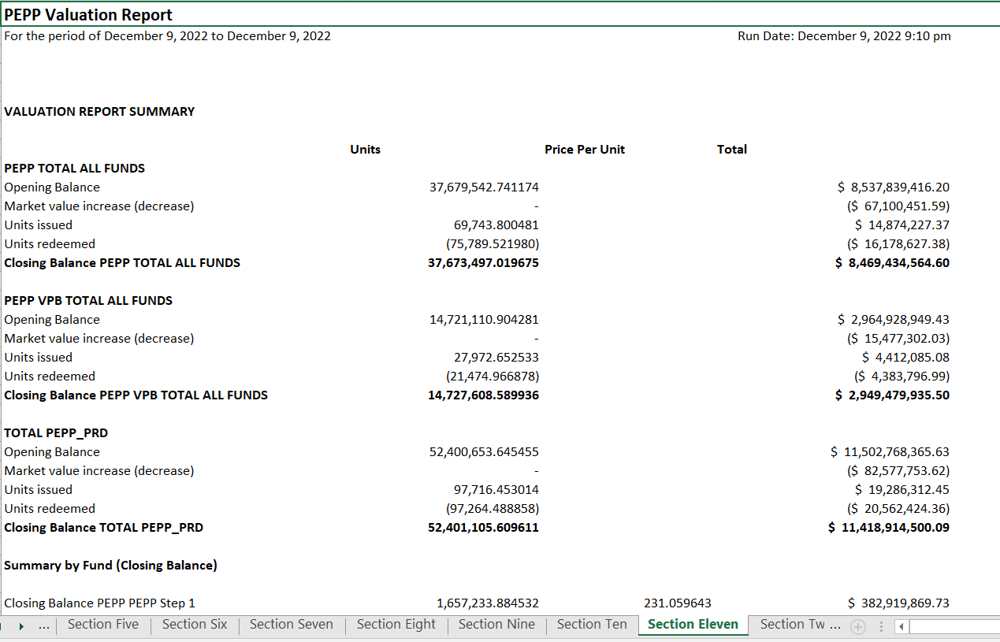 PEPP Valuation Report
For the period of December 9, 2022 to December 9, 2022 Run Date: December 9, 2022 9:10 pm
VALUATION REPORT SUMMARY
Units Price Per Unit Total
PEPP TOTAL ALL FUNDS
Opening Balance 37,679,542.741174 $ 8,537,839,416.20
Market value increase (decrease) - ($ 67,100,451.59)
Units issued 69,743.800481 $ 14,874,227.37
Units redeemed (75,789.521980) ($ 16,178,627.38)
Closing Balance PEPP TOTAL ALL FUNDS 37,673,497.019675 $ 8,469,434,564.60
PEPP VPB TOTAL ALL FUNDS
Opening Balance 14,721,110.904281 $ 2,964,928,949.43
Market value increase (decrease) - ($ 15,477,302.03)
Units issued 27,972.652533 $ 4,412,085.08
Units redeemed (21,474.966878) ($ 4,383,796.99)
Closing Balance PEPP VPB TOTAL ALL FUNDS 14,727,608.589936 $ 2,949,479,935.50
TOTAL PEPP_PRD
Opening Balance 52,400,653.645455 $ 11,502,768,365.63
Market value increase (decrease) - ($ 82,577,753.62)
Units issued 97,716.453014 $ 19,286,312.45
Units redeemed (97,264.488858) ($ 20,562,424.36)
Closing Balance TOTAL PEPP_PRD 52,401,105.609611 $ 11,418,914,500.09
Summary by Fund (Closing Balance)
Closing Balance PEPP PEPP Step 1 1,657,233.884532 231.059643 $ 382,919,869.73
... Section Five Section Six Section Seven Section Eight Section Nine Section Ten Section Eleven Section Tw ...